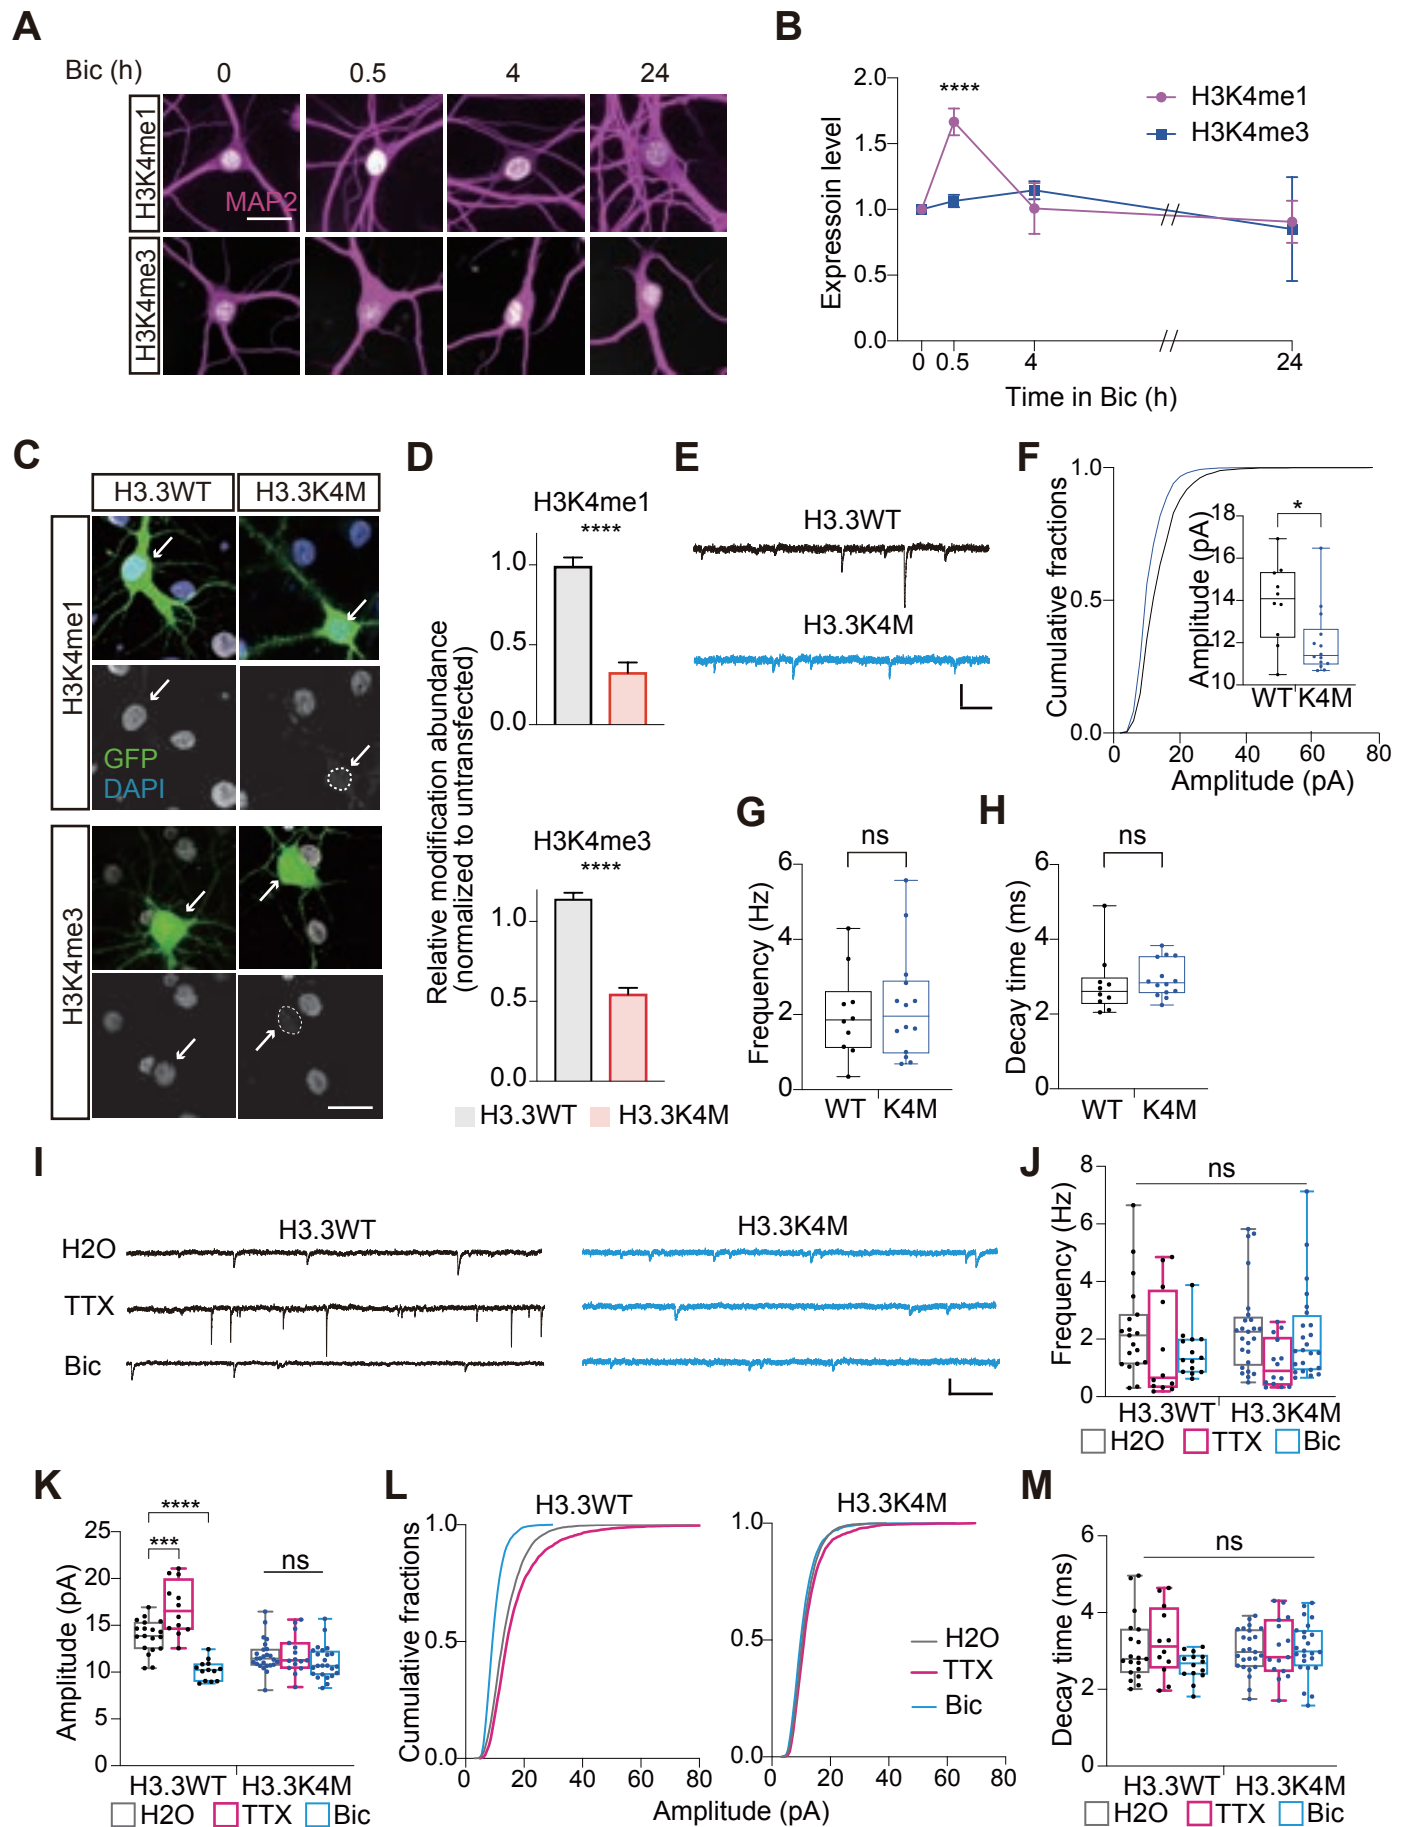 A
Bic (h) 0 0.5 4 24
H3K4me1
MAP2
H3K4me3
B
****
H3K4me1
H3K4me3
Expressoin level
2.0
1.5
1.0
0.5
0.0
0 0.5 4 24
Time in Bic (h)
C
H3.3WT H3.3K4M
H3K4me1
GFP
DAPI
H3K4me3
D
Relative modification abundance
(normalized to untransfected)
H3K4me1
****
1.0
0.5
0.0
H3K4me3
****
1.0
0.5
0.0
H3.3WT H3.3K4M
E
H3.3WT
H3.3K4M
F
Cumulative fractions
1.0
0.5
0.0
0 20 40 60 80
Amplitude (pA)
*
Amplitude (pA)
18
16
14
12
10
WT K4M
G
ns
Frequency (Hz)
6
4
2
0
WT K4M
H
ns
Decay time (ms)
6
4
2
0
WT K4M
I
H3.3WT H3.3K4M
H2O
TTX
Bic
J
ns
Frequency (Hz)
8
6
4
2
0
H3.3WT H3.3K4M
H2O TTX Bic
K
****
***
ns
Amplitude (pA)
25
20
15
10
5
0
H3.3WT H3.3K4M
H2O TTX Bic
L
H3.3WT H3.3K4M
Cumulative fractions
1.0
0.5
0.0
0 20 40 60 80
1.0
0.5
0.0
0 20 40 60 80
H2O
TTX
Bic
Amplitude (pA)
M
ns
Decay time (ms)
6
4
2
0
H3.3WT H3.3K4M
H2O TTX Bic